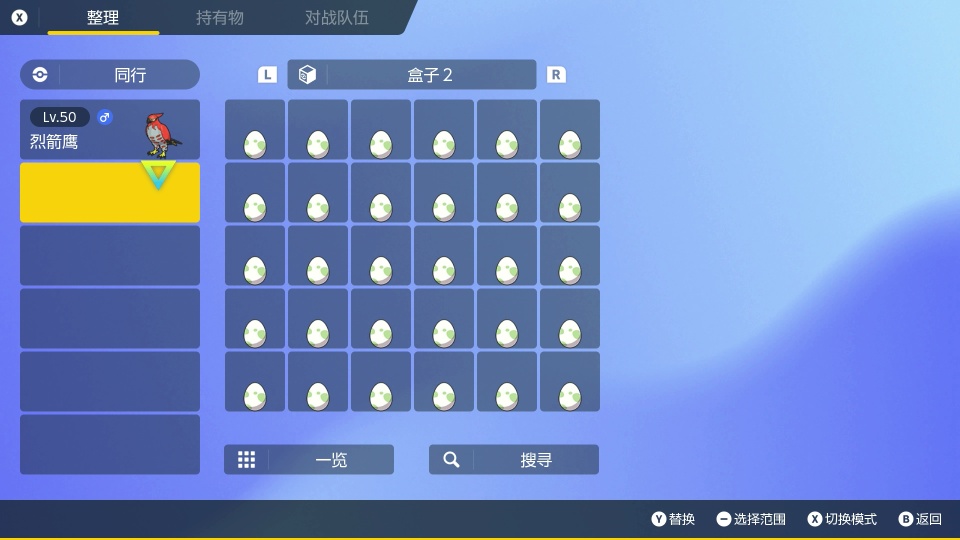 X 整理 持有物 对战队伍
同行 L 盒子2 R
Lv.50 ♂
烈箭鹰
一览 搜寻
Y 替换 选择范围 X 切换模式 B 返回